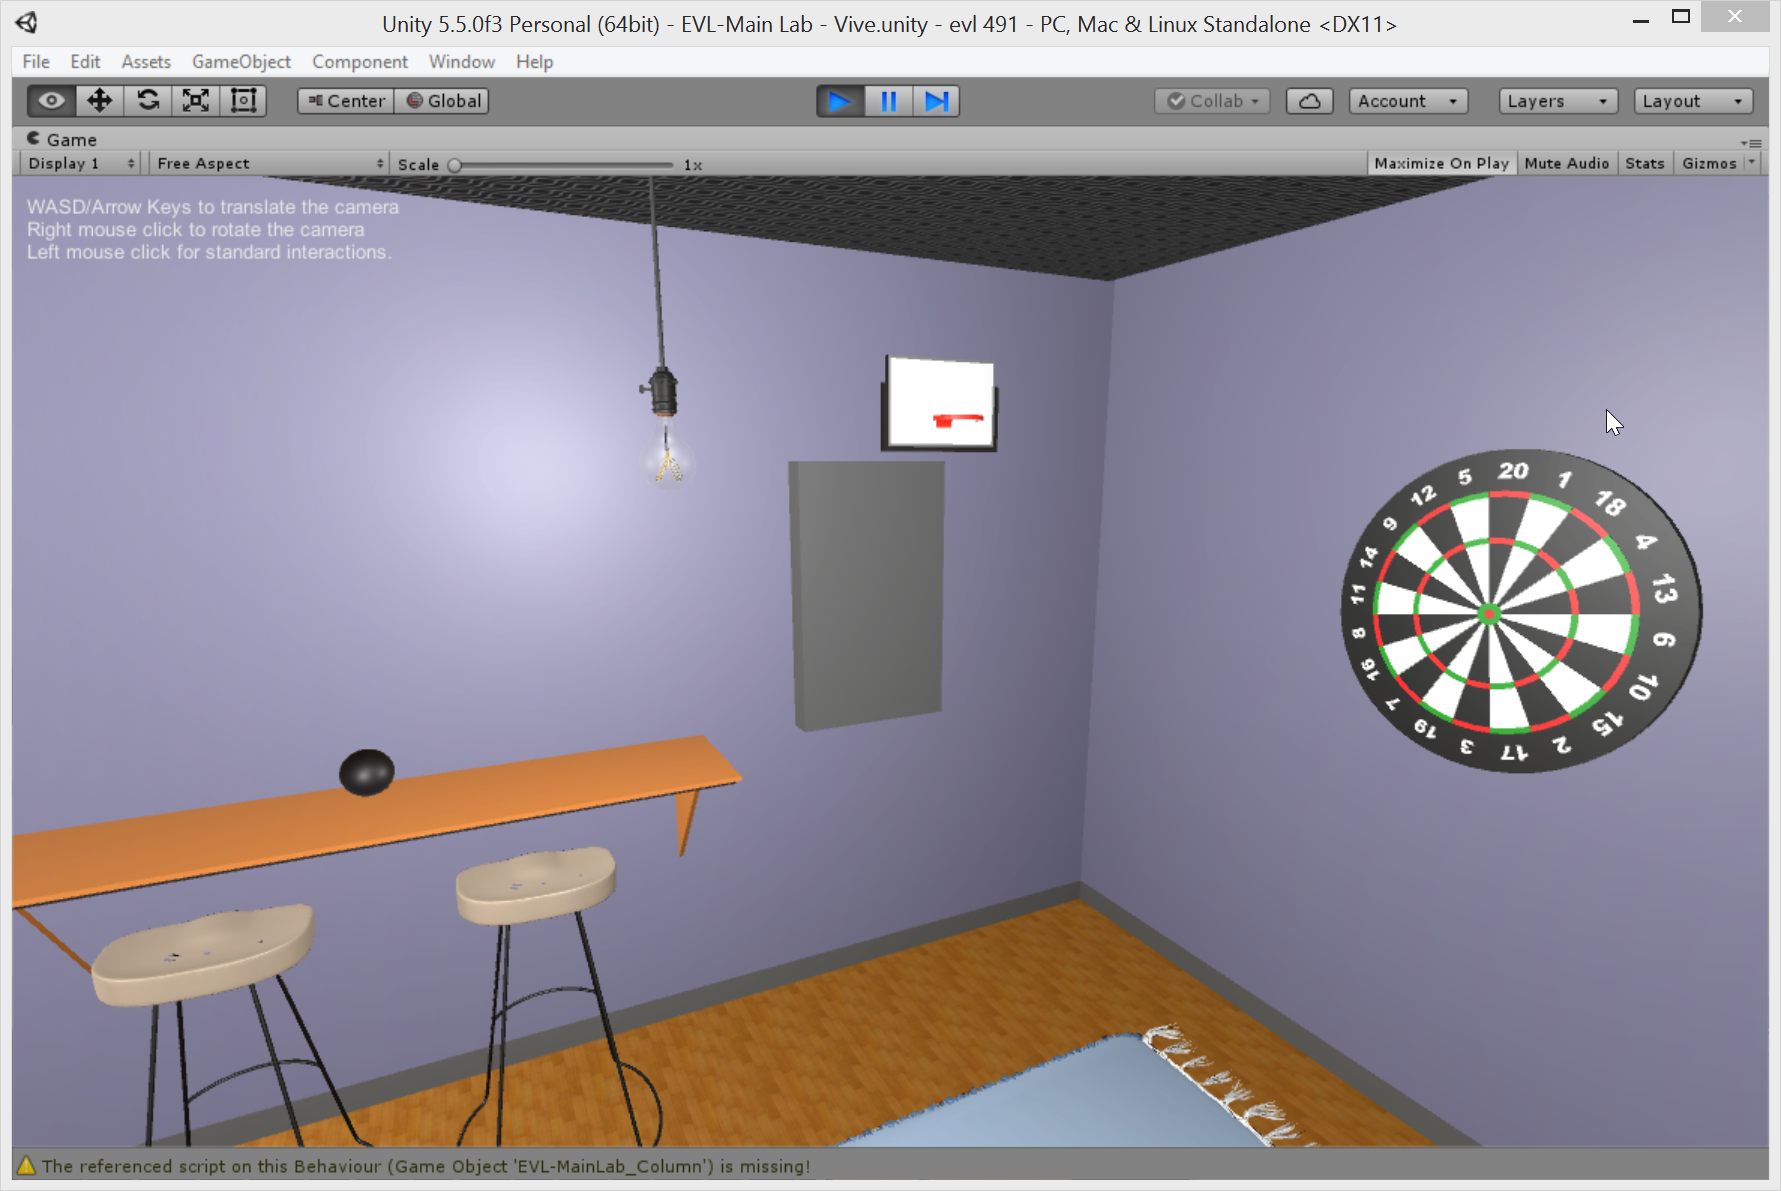 Unity 5.5.0f3 Personal (64bit) - EVL-Main Lab - Vive.unity - evl 491 - PC, Mac & Linux Standalone <DX11>
File Edit Assets GameObject Component Window Help
Center Global Collab Account Layers Layout
Game
Display 1 Free Aspect Scale 1x Maximize On Play Mute Audio Stats Gizmos
WASD/Arrow Keys to translate the camera
Right mouse click to rotate the camera
Left mouse click for standard interactions.
20 1 18 4 13 6 10 15 2 17 3 19 7 16 8 11 14 9 12 5
The referenced script on this Behaviour (Game Object 'EVL-MainLab_Column') is missing!